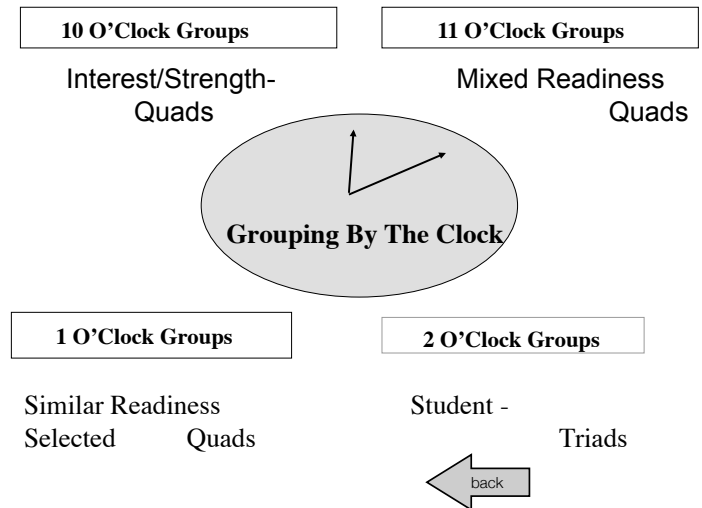 10 O’Clock Groups
11 O’Clock Groups
Interest/Strength-
Quads
Mixed Readiness
Quads
Grouping By The Clock
1 O’Clock Groups
2 O’Clock Groups
Similar Readiness
Selected Quads
Student -
Triads
back